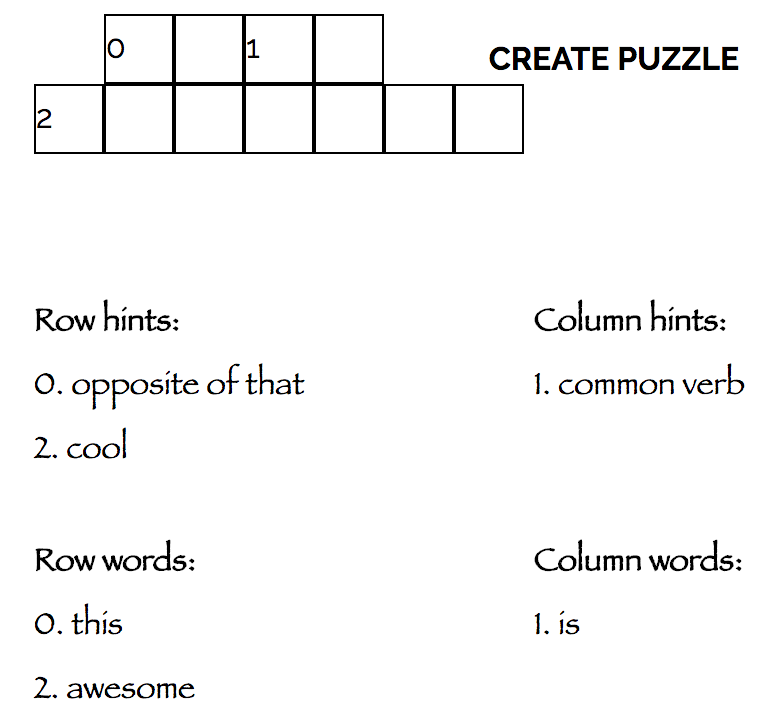 0 1
CREATE PUZZLE
2
Row hints:
Column hints:
0. opposite of that
1. common verb
2. cool
Row words:
Column words:
0. this
1. is
2. awesome